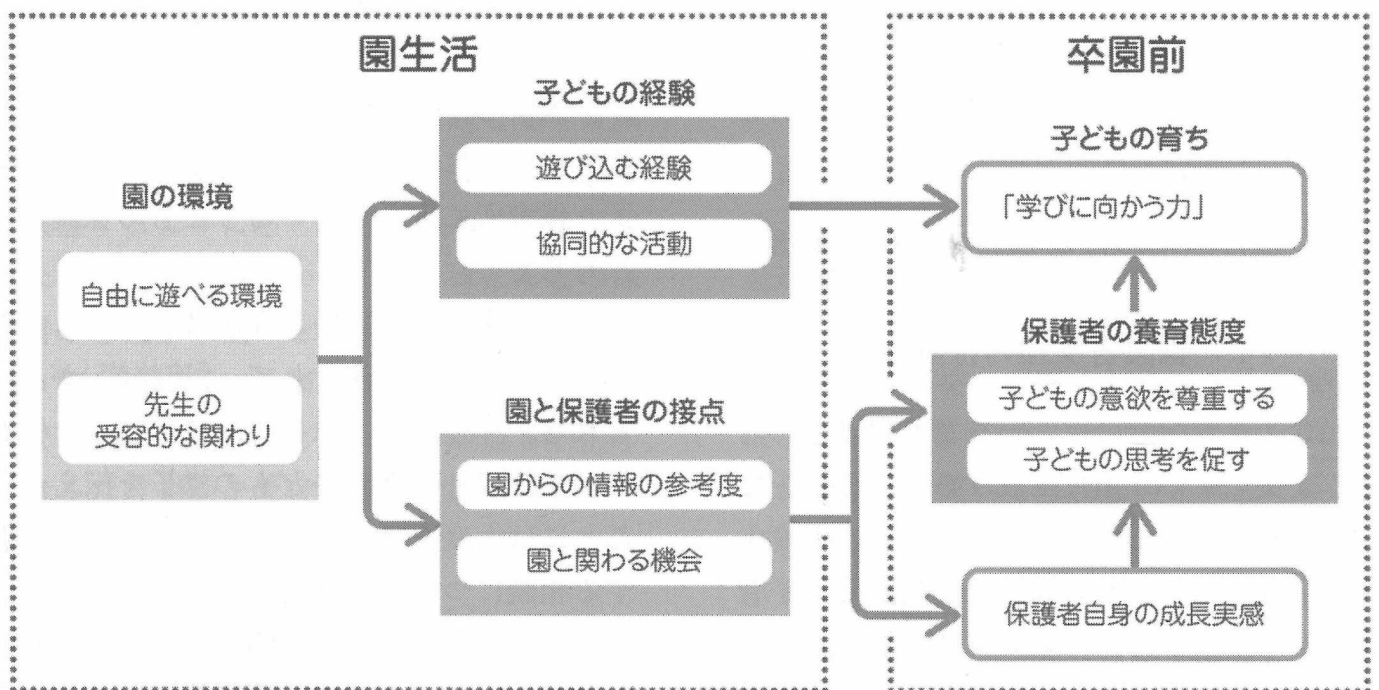 園生活
子どもの経験
遊び込む経験
協同的な活動
園の環境
自由に遊べる環境
先生の
受容的な関わり
園と保護者の接点
園からの情報の参考度
園と関わる機会
卒園前
子どもの育ち
「学びに向かう力」
保護者の養育態度
子どもの意欲を尊重する
子どもの思考を促す
保護者自身の成長実感